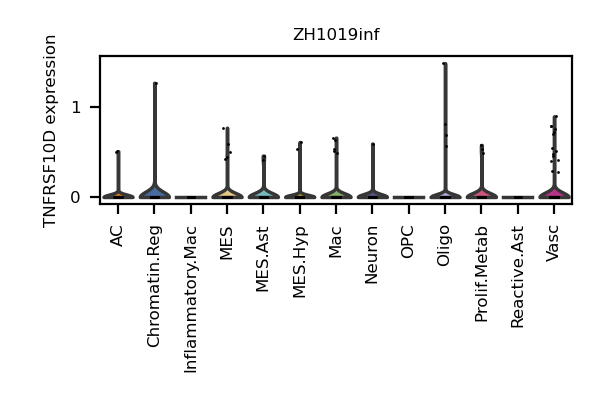 ZH1019inf
TNFRSF10D expression
1
0
AC
Chromatin.Reg
Inflammatory.Mac
MES
MES.Ast
MES.Hyp
Mac
Neuron
OPC
Oligo
Prolif.Metab
Reactive.Ast
Vasc